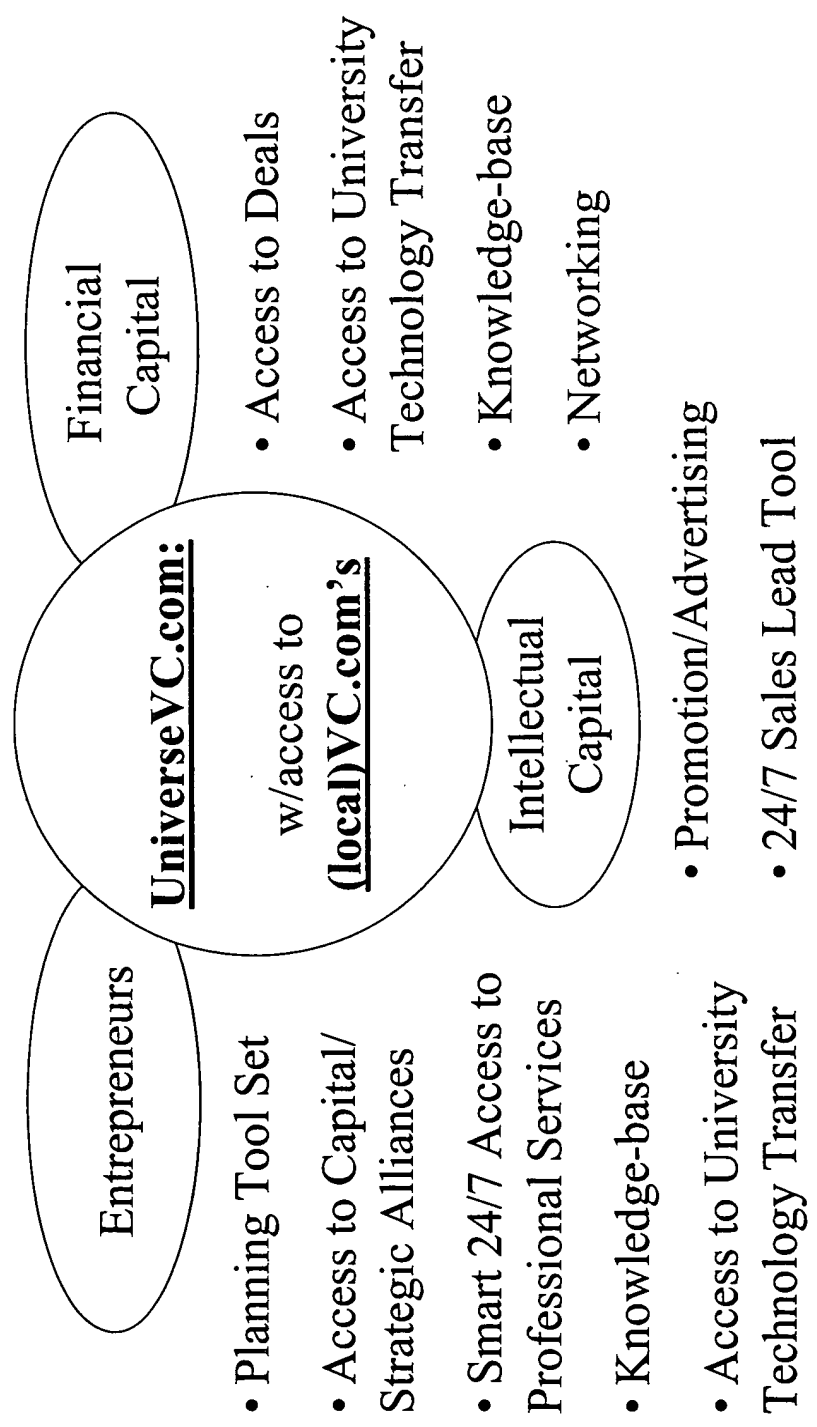 Entrepreneurs
• Planning Tool Set
• Access to Capital/
Strategic Alliances
• Smart 24/7 Access to
Professional Services
• Knowledge-base
• Access to University
Technology Transfer
UniverseVC.com:
w/access to
(local)VC.com's
Intellectual
Capital
• Promotion/Advertising
• 24/7 Sales Lead Tool
Financial
Capital
• Access to Deals
• Access to University
Technology Transfer
• Knowledge-base
• Networking